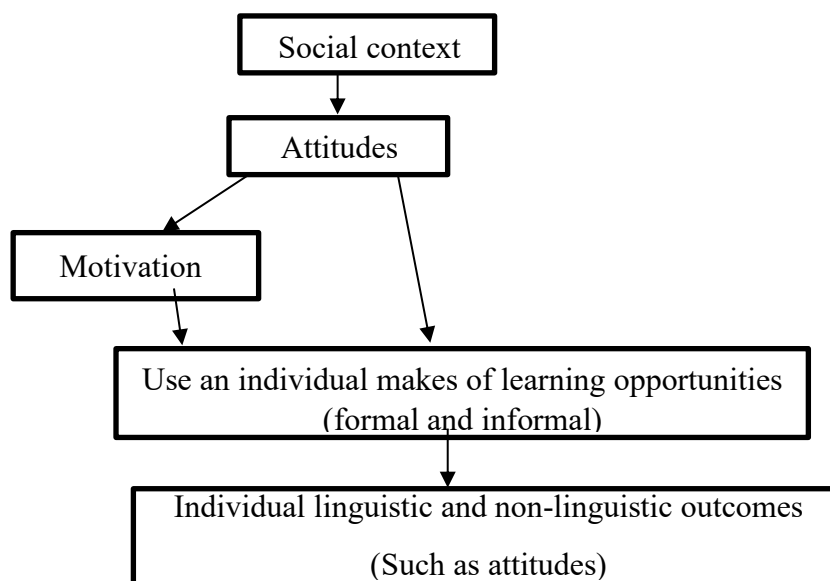 Social context
Attitudes
Motivation
Use an individual makes of learning opportunities
(formal and informal)
Individual linguistic and non-linguistic outcomes
(Such as attitudes)